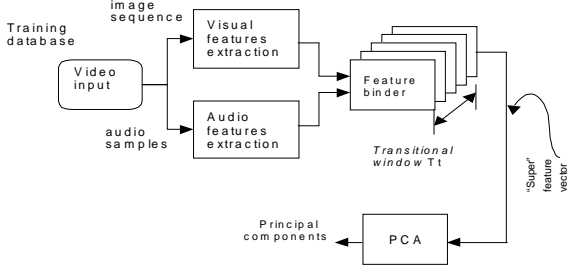 image
sequence
Training
database
Visual
features
extraction
Video
input
Feature
binder
audio
samples
Audio
features
extraction
Transitional
window Tt
"Super"
feature
vector
Principal
components
PCA